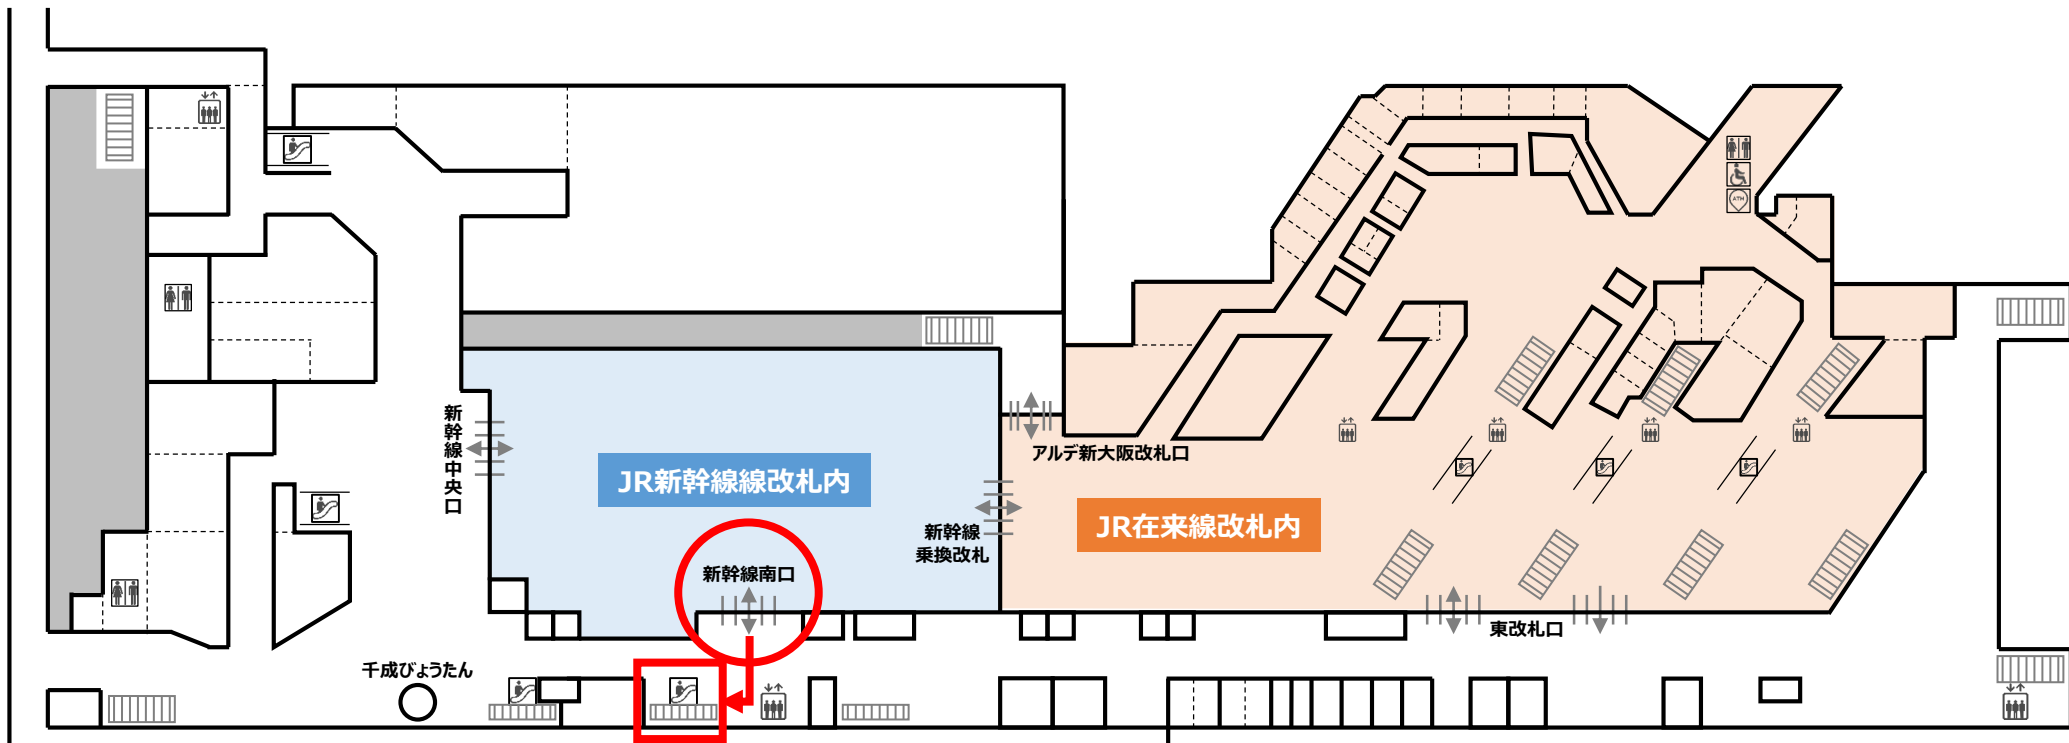 新幹線中央口
アルデ新大阪改札口
JR新幹線線改札内
JR在来線改札内
新幹線
乗換改札
新幹線南口
東改札口
千成びょうたん
ATM